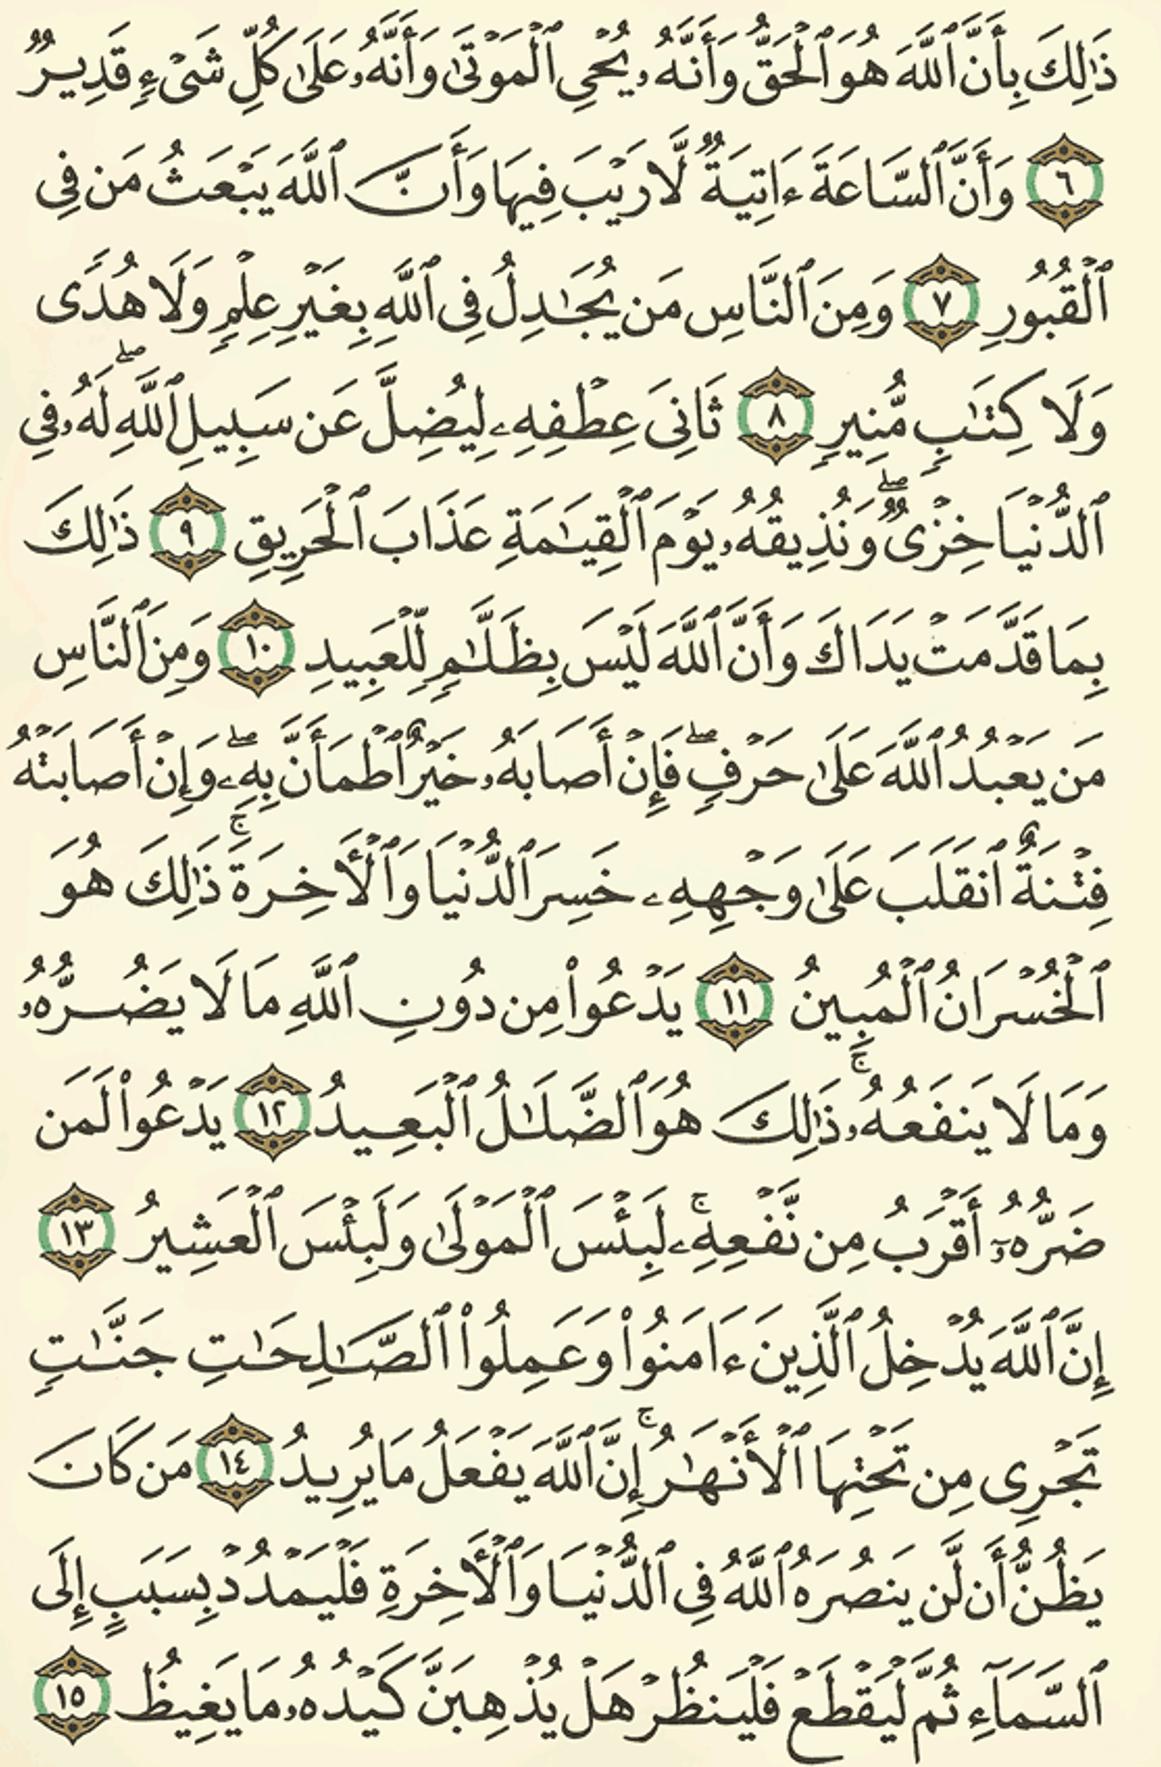 ذَٰلِكَ بِأَنَّ ٱللَّهَ هُوَ ٱلۡحَقُّ وَأَنَّهُۥ يُحۡيِ ٱلۡمَوۡتَىٰ وَأَنَّهُۥ عَلَىٰ كُلِّ شَيۡءٖ قَدِيرٞ
٦ وَأَنَّ ٱلسَّاعَةَ ءَاتِيَةٞ لَّا رَيۡبَ فِيهَا وَأَنَّ ٱللَّهَ يَبۡعَثُ مَن فِي
ٱلۡقُبُورِ ٧ وَمِنَ ٱلنَّاسِ مَن يُجَٰدِلُ فِي ٱللَّهِ بِغَيۡرِ عِلۡمٖ وَلَا هُدٗى
وَلَا كِتَٰبٖ مُّنِيرٖ ٨ ثَانِيَ عِطۡفِهِۦ لِيُضِلَّ عَن سَبِيلِ ٱللَّهِۖ لَهُۥ فِي
ٱلدُّنۡيَا خِزۡيٞۖ وَنُذِيقُهُۥ يَوۡمَ ٱلۡقِيَٰمَةِ عَذَابَ ٱلۡحَرِيقِ ٩ ذَٰلِكَ
بِمَا قَدَّمَتۡ يَدَاكَ وَأَنَّ ٱللَّهَ لَيۡسَ بِظَلَّٰمٖ لِّلۡعَبِيدِ ١٠ وَمِنَ ٱلنَّاسِ
مَن يَعۡبُدُ ٱللَّهَ عَلَىٰ حَرۡفٖۖ فَإِنۡ أَصَابَهُۥ خَيۡرٌ ٱطۡمَأَنَّ بِهِۦۖ وَإِنۡ أَصَابَتۡهُ
فِتۡنَةٌ ٱنقَلَبَ عَلَىٰ وَجۡهِهِۦ خَسِرَ ٱلدُّنۡيَا وَٱلۡأٓخِرَةَۚ ذَٰلِكَ هُوَ
ٱلۡخُسۡرَانُ ٱلۡمُبِينُ ١١ يَدۡعُواْ مِن دُونِ ٱللَّهِ مَا لَا يَضُرُّهُۥ
وَمَا لَا يَنفَعُهُۥۚ ذَٰلِكَ هُوَ ٱلضَّلَٰلُ ٱلۡبَعِيدُ ١٢ يَدۡعُواْ لَمَن
ضَرُّهُۥٓ أَقۡرَبُ مِن نَّفۡعِهِۦۚ لَبِئۡسَ ٱلۡمَوۡلَىٰ وَلَبِئۡسَ ٱلۡعَشِيرُ ١٣
إِنَّ ٱللَّهَ يُدۡخِلُ ٱلَّذِينَ ءَامَنُواْ وَعَمِلُواْ ٱلصَّٰلِحَٰتِ جَنَّٰتٖ
تَجۡرِي مِن تَحۡتِهَا ٱلۡأَنۡهَٰرُۚ إِنَّ ٱللَّهَ يَفۡعَلُ مَا يُرِيدُ ١٤ مَن كَانَ
يَظُنُّ أَن لَّن يَنصُرَهُ ٱللَّهُ فِي ٱلدُّنۡيَا وَٱلۡأٓخِرَةِ فَلۡيَمۡدُدۡ بِسَبَبٍ إِلَى
ٱلسَّمَآءِ ثُمَّ لۡيَقۡطَعۡ فَلۡيَنظُرۡ هَلۡ يُذۡهِبَنَّ كَيۡدُهُۥ مَا يَغِيظُ ١٥